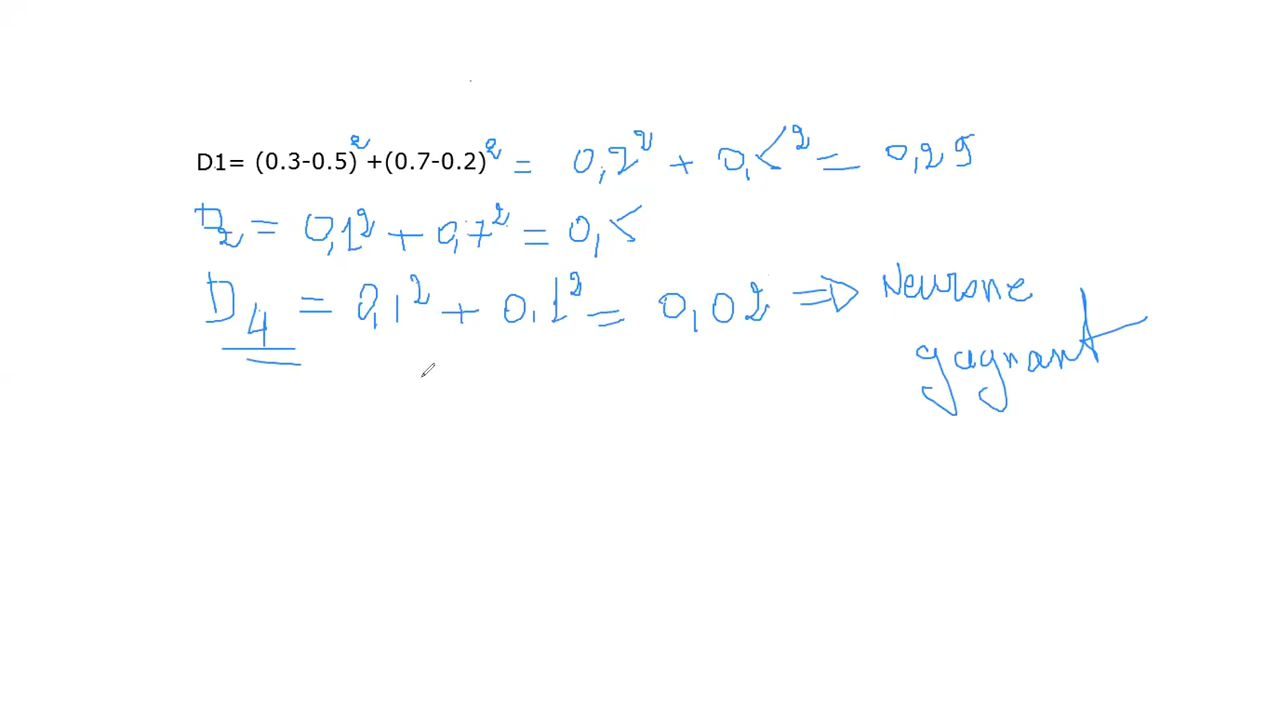 D1= (0.3-0.5)² +(0.7-0.2)² = 0,2² + 0,5² = 0,29
D₂ = 0,1² + 0,7² = 0,5
D₄ = 0,1² + 0,1² = 0,02 ⇒ Neurone
gagnant